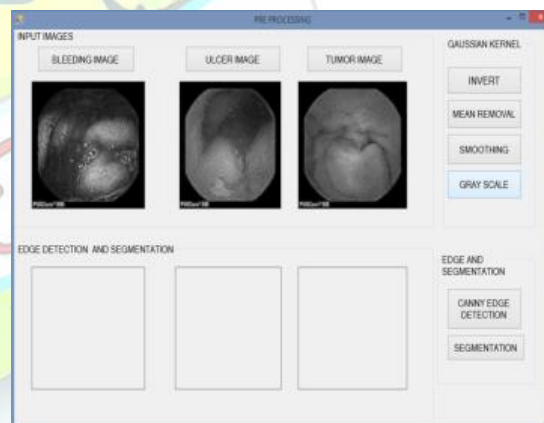 PRE PROCESSING
INPUT IMAGES
BLEEDING IMAGE
ULCER IMAGE
TUMOR IMAGE
GAUSSIAN KERNEL
INVERT
MEAN REMOVAL
SMOOTHING
GRAY SCALE
EDGE DETECTION AND SEGMENTATION
EDGE AND
SEGMENTATION
CANNY EDGE
DETECTION
SEGMENTATION